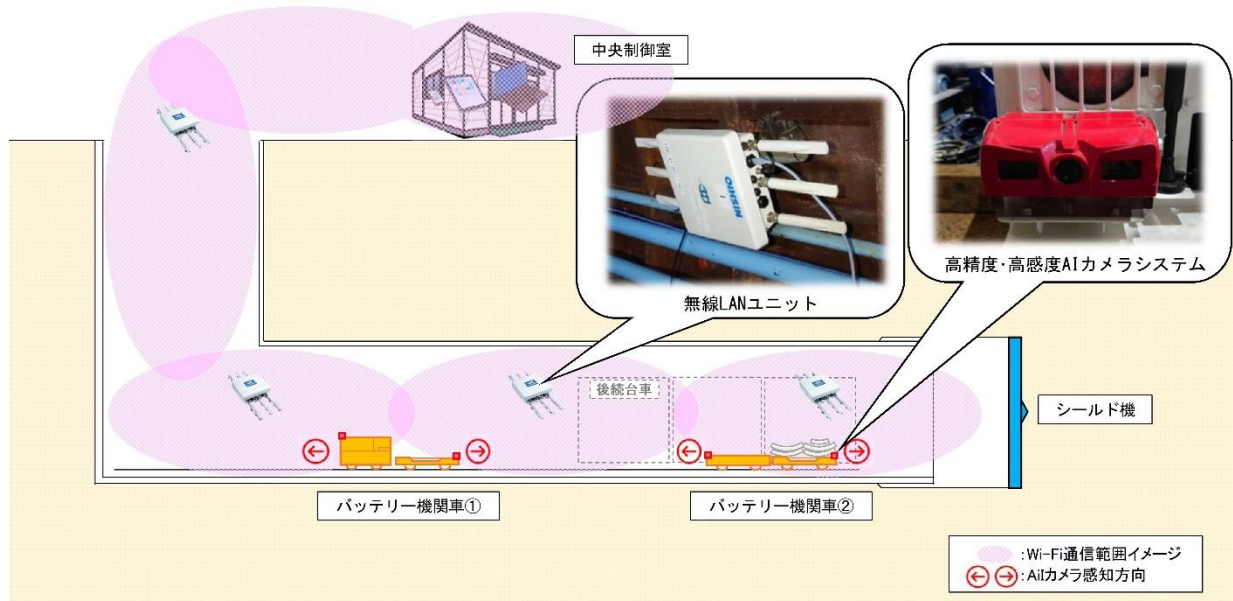 中央制御室
NISHIO
無線LANユニット
高精度・高感度AIカメラシステム
後続台車
シールド機
バッテリー機関車①
バッテリー機関車②
:Wi-Fi通信範囲イメージ
:AiIカメラ感知方向